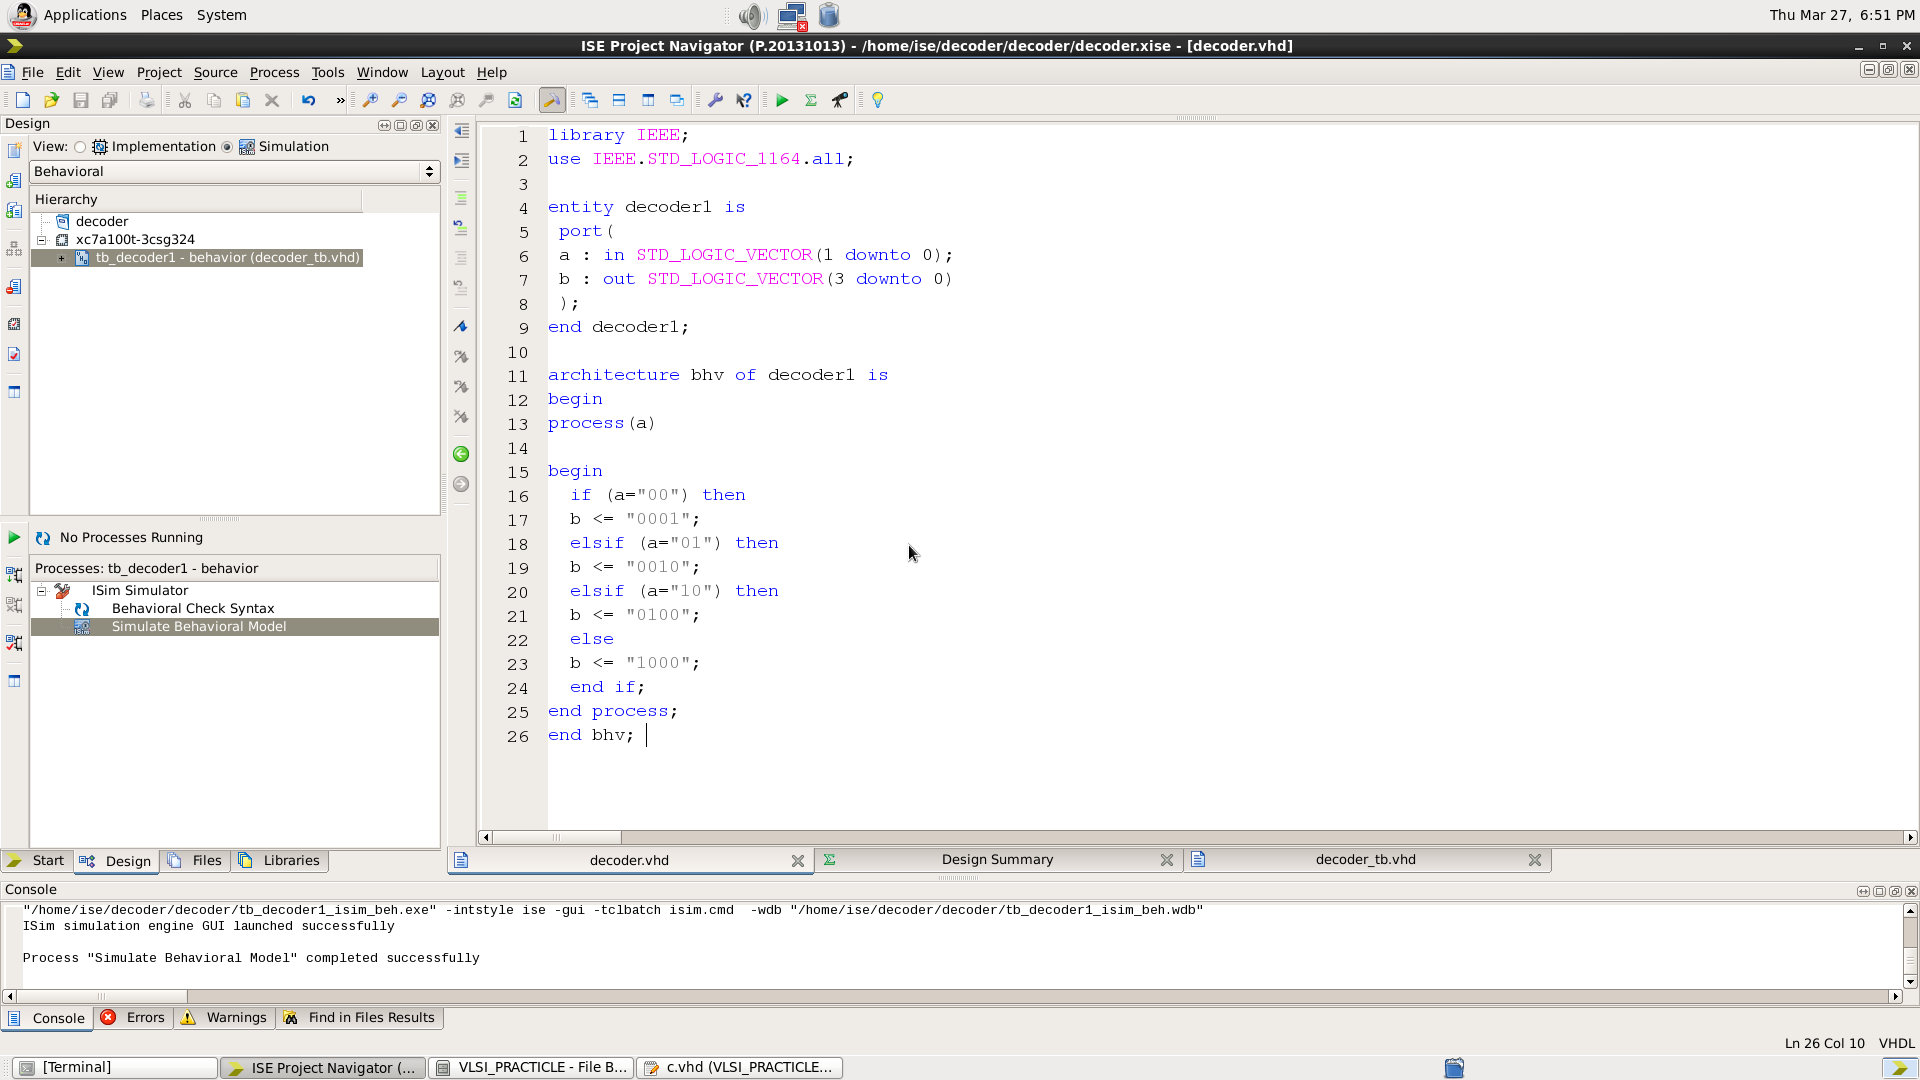 Applications Places System
Thu Mar 27, 6:51 PM
ISE Project Navigator (P.20131013) - /home/ise/decoder/decoder/decoder.xise - [decoder.vhd]
File Edit View Project Source Process Tools Window Layout Help
»
Design
View: Implementation Simulation
Behavioral
Hierarchy
decoder
xc7a100t-3csg324
tb_decoder1 - behavior (decoder_tb.vhd)
No Processes Running
Processes: tb_decoder1 - behavior
ISim Simulator
Behavioral Check Syntax
Simulate Behavioral Model
Start Design Files Libraries
1 library IEEE;
2 use IEEE.STD_LOGIC_1164.all;
3
4 entity decoder1 is
5 port(
6 a : in STD_LOGIC_VECTOR(1 downto 0);
7 b : out STD_LOGIC_VECTOR(3 downto 0)
8 );
9 end decoder1;
10
11 architecture bhv of decoder1 is
12 begin
13 process(a)
14
15 begin
16 if (a="00") then
17 b <= "0001";
18 elsif (a="01") then
19 b <= "0010";
20 elsif (a="10") then
21 b <= "0100";
22 else
23 b <= "1000";
24 end if;
25 end process;
26 end bhv;
decoder.vhd Design Summary decoder_tb.vhd
Console
"/home/ise/decoder/decoder/tb_decoder1_isim_beh.exe" -intstyle ise -gui -tclbatch isim.cmd -wdb "/home/ise/decoder/decoder/tb_decoder1_isim_beh.wdb"
ISim simulation engine GUI launched successfully
Process "Simulate Behavioral Model" completed successfully
Console Errors Warnings Find in Files Results
Ln 26 Col 10 VHDL
[Terminal] ISE Project Navigator (... VLSI_PRACTICLE - File B... c.vhd (VLSI_PRACTICLE...